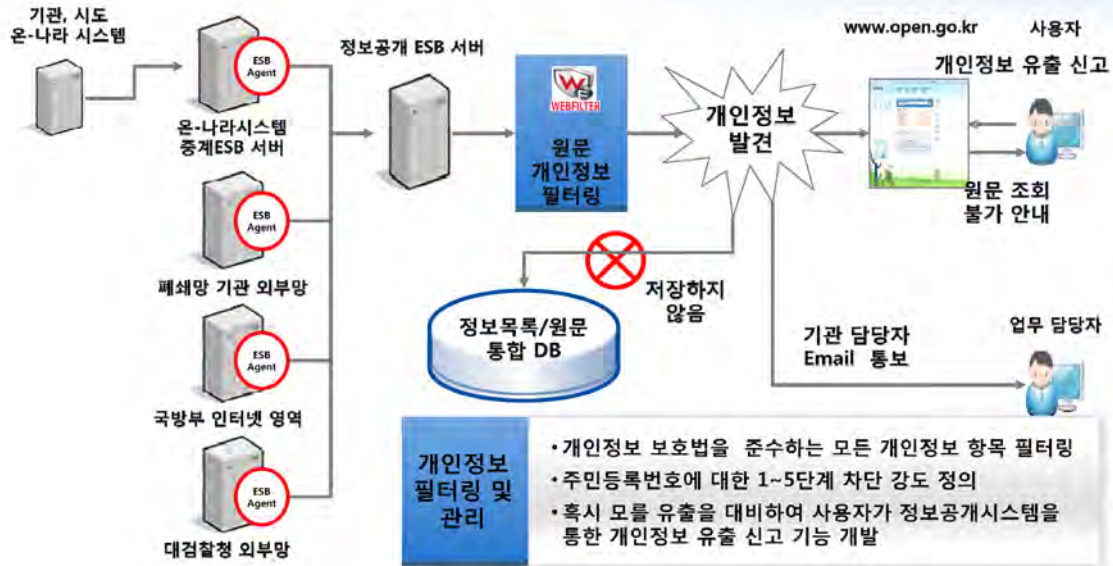 기관, 시도
온-나라 시스템
ESB
Agent
온-나라시스템
중계ESB 서버
ESB
Agent
폐쇄망 기관 외부망
ESB
Agent
국방부 인터넷 영역
ESB
Agent
대검찰청 외부망
정보공개 ESB 서버
WEBFILTER
원문
개인정보
필터링
개인정보
발견
www.open.go.kr
사용자
개인정보 유출 신고
원문 조회
불가 안내
저장하지
않음
정보목록/원문
통합 DB
기관 담당자
Email 통보
업무 담당자
개인정보
필터링 및
관리
•개인정보 보호법을 준수하는 모든 개인정보 항목 필터링
•주민등록번호에 대한 1~5단계 차단 강도 정의
•혹시 모를 유출을 대비하여 사용자가 정보공개시스템을
통한 개인정보 유출 신고 기능 개발